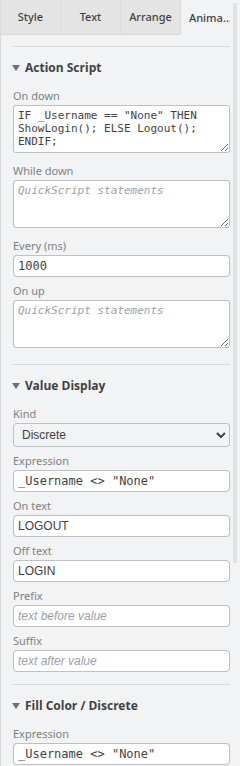 Style Text Arrange Anima...
Action Script
On down
IF _Username == "None" THEN
ShowLogin(); ELSE Logout();
ENDIF;
While down
QuickScript statements
Every (ms)
1000
On up
QuickScript statements
Value Display
Kind
Discrete
Expression
_Username <> "None"
On text
LOGOUT
Off text
LOGIN
Prefix
text before value
Suffix
text after value
Fill Color / Discrete
Expression
_Username <> "None"